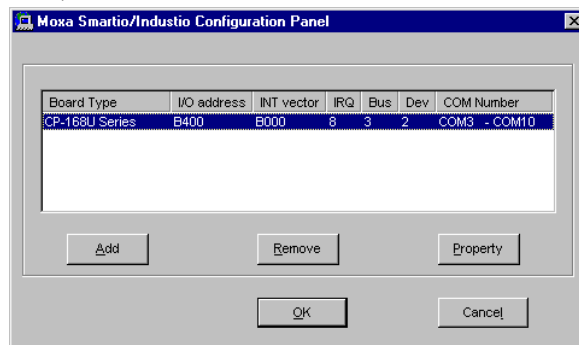 Moxa Smartio/Industio Configuration Panel
Board Type I/O address INT vector IRQ Bus Dev COM Number
CP-168U Series B400 B000 8 3 2 COM3 - COM10
Add Remove Property
OK Cancel